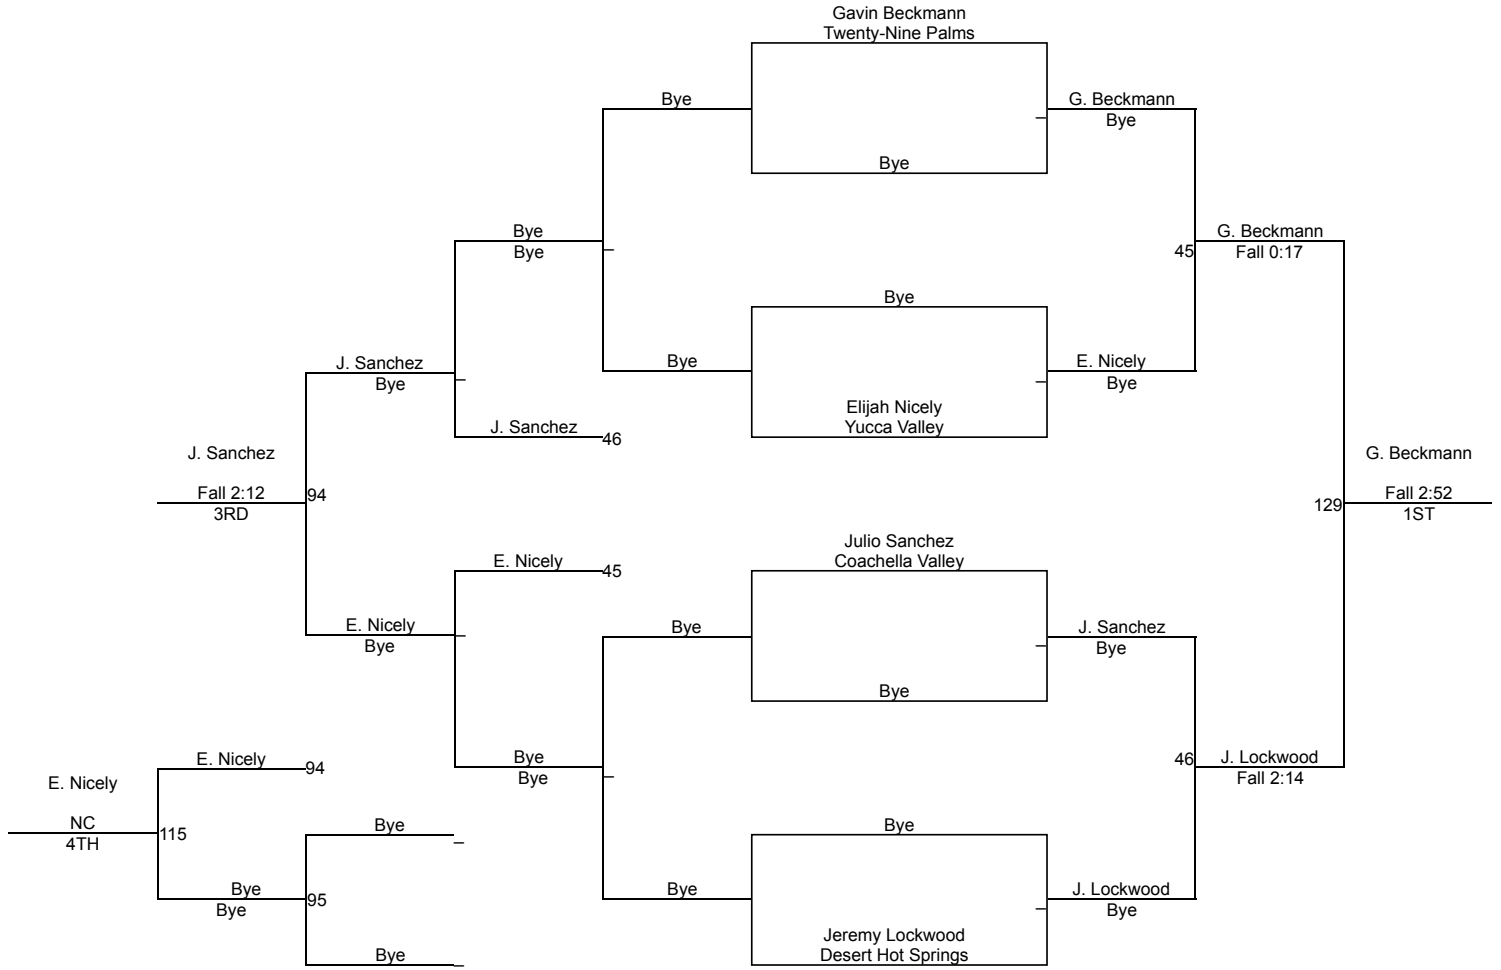 Gavin Beckmann
Twenty-Nine Palms
Bye
G. Beckmann
Bye
Bye
Bye
Bye
G. Beckmann
45
Fall 0:17
Bye
Bye
E. Nicely
Bye
J. Sanchez
Bye
Elijah Nicely
Yucca Valley
J. Sanchez
46
J. Sanchez
Fall 2:12
94
3RD
G. Beckmann
Fall 2:52
129
1ST
Julio Sanchez
Coachella Valley
E. Nicely
45
E. Nicely
Bye
Bye
J. Sanchez
Bye
Bye
Bye
Bye
46
J. Lockwood
Fall 2:14
E. Nicely
94
E. Nicely
NC
115
4TH
Bye
Bye
Bye
Bye
95
Bye
J. Lockwood
Bye
Jeremy Lockwood
Desert Hot Springs
Bye